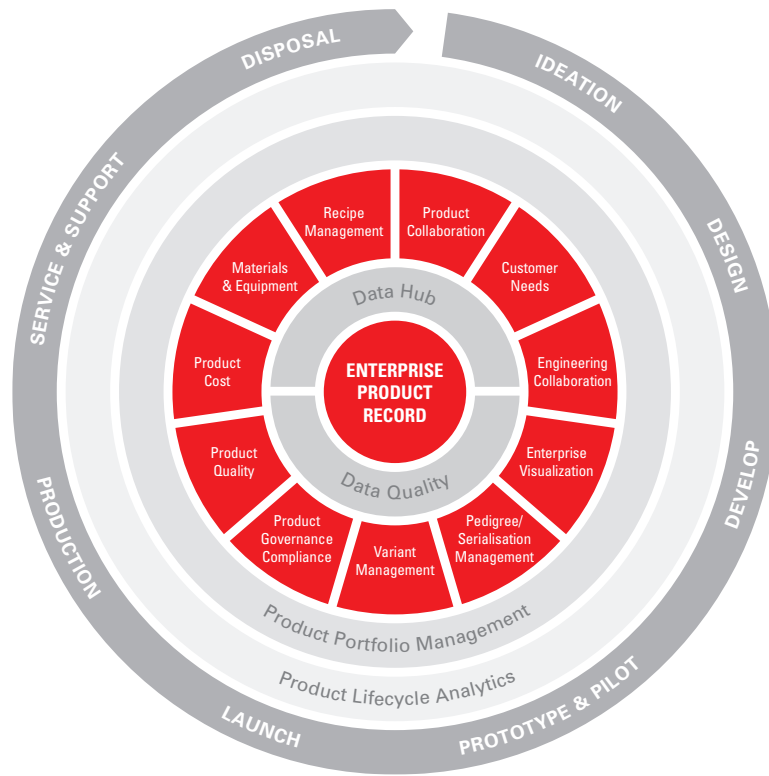 DISPOSAL
IDEATION
DESIGN
DEVELOP
PROTOTYPE & PILOT
LAUNCH
PRODUCTION
SERVICE & SUPPORT
Recipe
Management
Product
Collaboration
Customer
Needs
Engineering
Collaboration
Enterprise
Visualization
Pedigree/
Serialisation
Management
Variant
Management
Product
Governance
Compliance
Product
Quality
Product
Cost
Materials
& Equipment
Data Hub
ENTERPRISE
PRODUCT
RECORD
Data Quality
Product Portfolio Management
Product Lifecycle Analytics